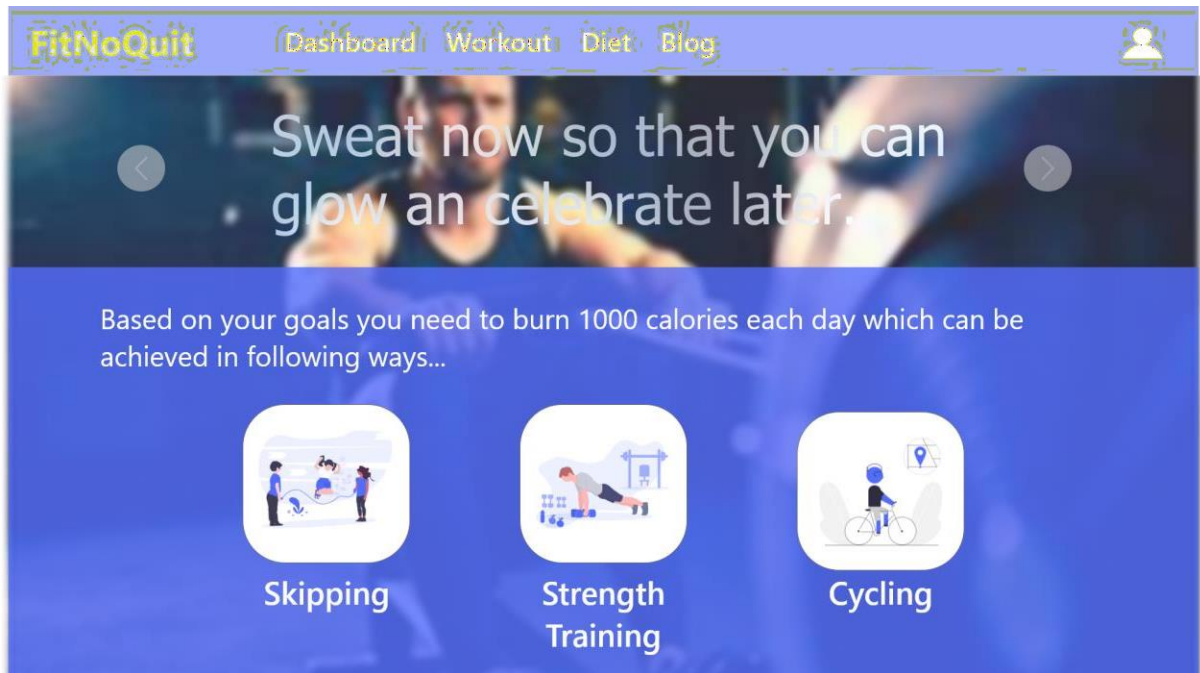 FitNoQuit Dashboard Workout Diet Blog
Sweat now so that you can
glow an celebrate later.
Based on your goals you need to burn 1000 calories each day which can be
achieved in following ways...
Skipping
Strength
Training
Cycling